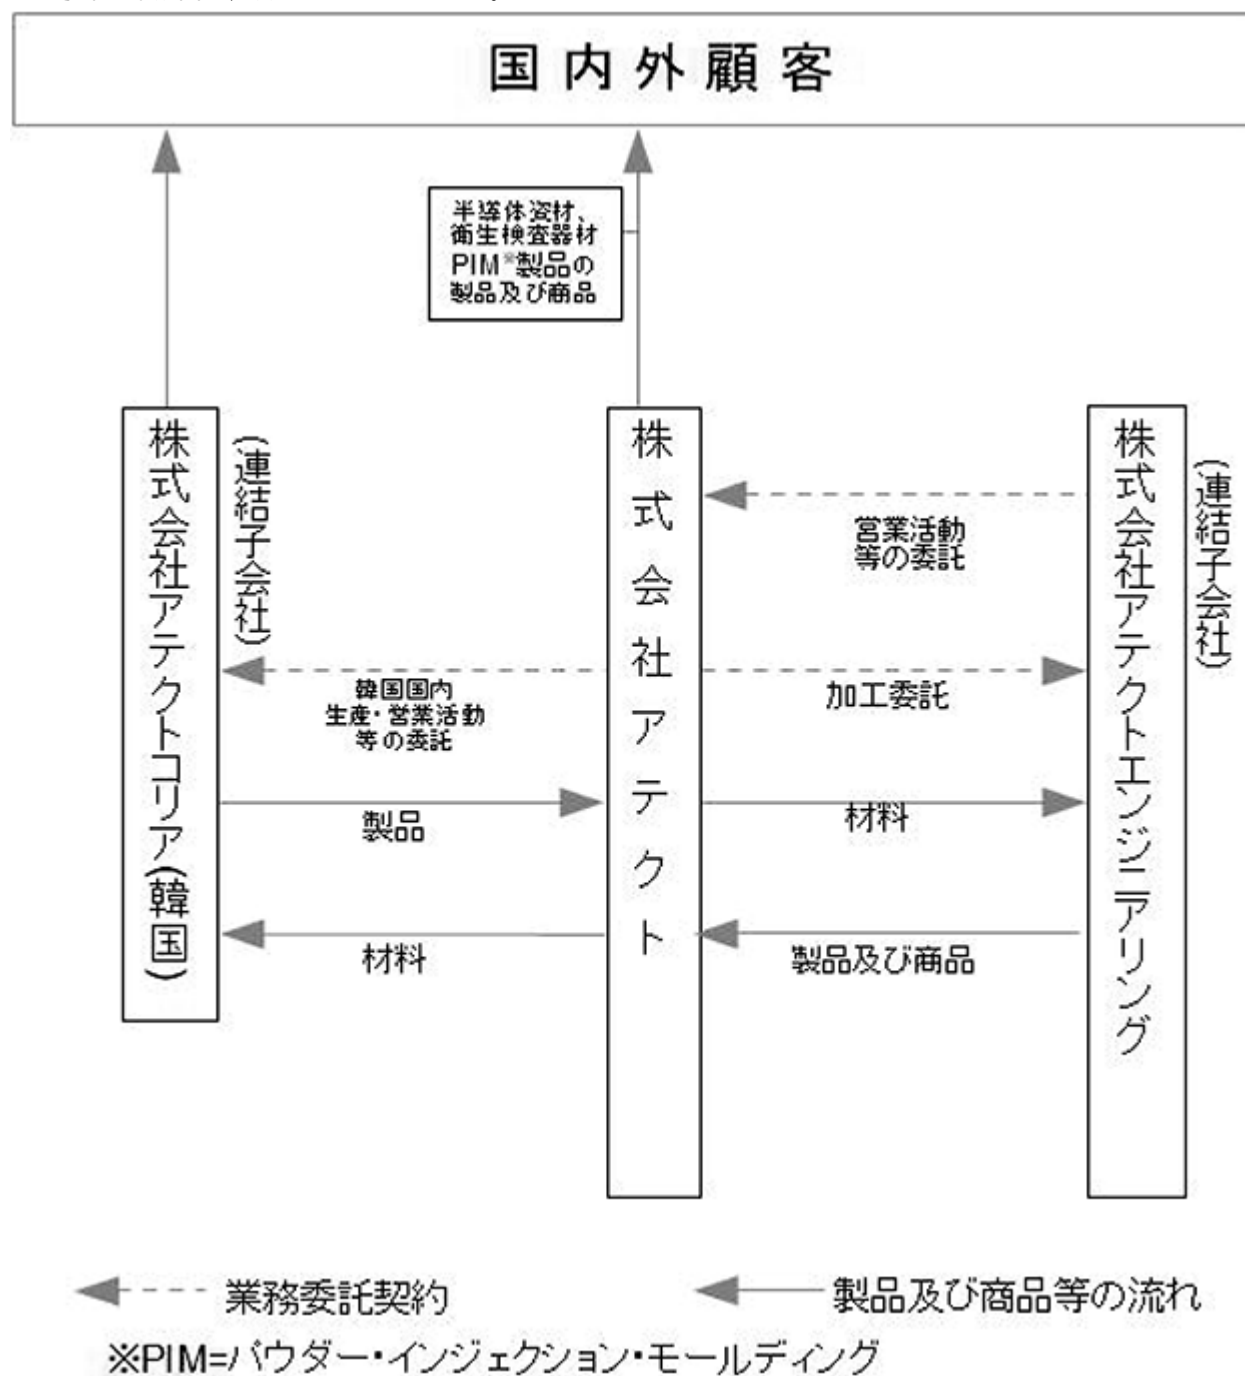 国内外顧客
半導体資材、
衛生検査器材
PIM※製品の
製品及び商品
株式会社アテクトコリア(韓国)
(連結子会社)
株式会社アテクト
株式会社アテクトエンジニアリング
(連結子会社)
営業活動
等の委託
韓国国内
生産・営業活動
等の委託
加工委託
製品
材料
材料
製品及び商品
業務委託契約
製品及び商品等の流れ
※PIM=パウダー・インジェクション・モールディング